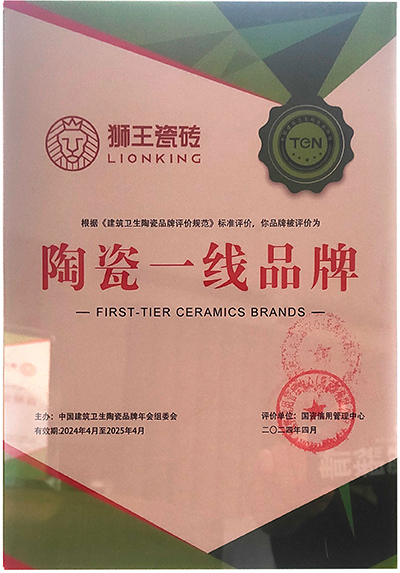 狮王瓷砖
LIONKING
TCN
根据《建筑卫生陶瓷品牌评价规范》标准评价，你品牌被评价为
陶瓷一线品牌
— FIRST-TIER CERAMICS BRANDS —
主办：中国建筑卫生陶瓷品牌年会组委会
评价单位：国资信用管理中心
有效期:2024年4月至2025年4月
二〇二四年四月